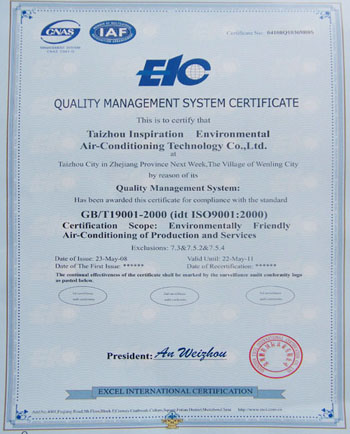 CNAS
IAF
Certificate No:
EIC
QUALITY MANAGEMENT SYSTEM CERTIFICATE
This is to certify that
Taizhou Inspiration Environmental
Air-Conditioning Technology Co.,Ltd.
at
Taizhou City in Zhejiang Province Next Week,The Village of Wenling City
by reason of its
Quality Management System:
Has been awarded this certificate for compliance with the standard
GB/T19001-2000 (idt ISO9001:2000)
Certification Scope: Environmentally Friendly
Air-Conditioning of Production and Services
Exclusions: 7.3&7.5.2&7.5.4
Date of Issue: 23-May-08 Valid Until: 22-May-11
Date of The First Issue: ****** Date of Recertification: ******
The continual effectiveness of the certificate shall be marked by the surveillance audit conformity logo
as pasted below.
President: An Weizhou
EXCEL INTERNATIONAL CERTIFICATION